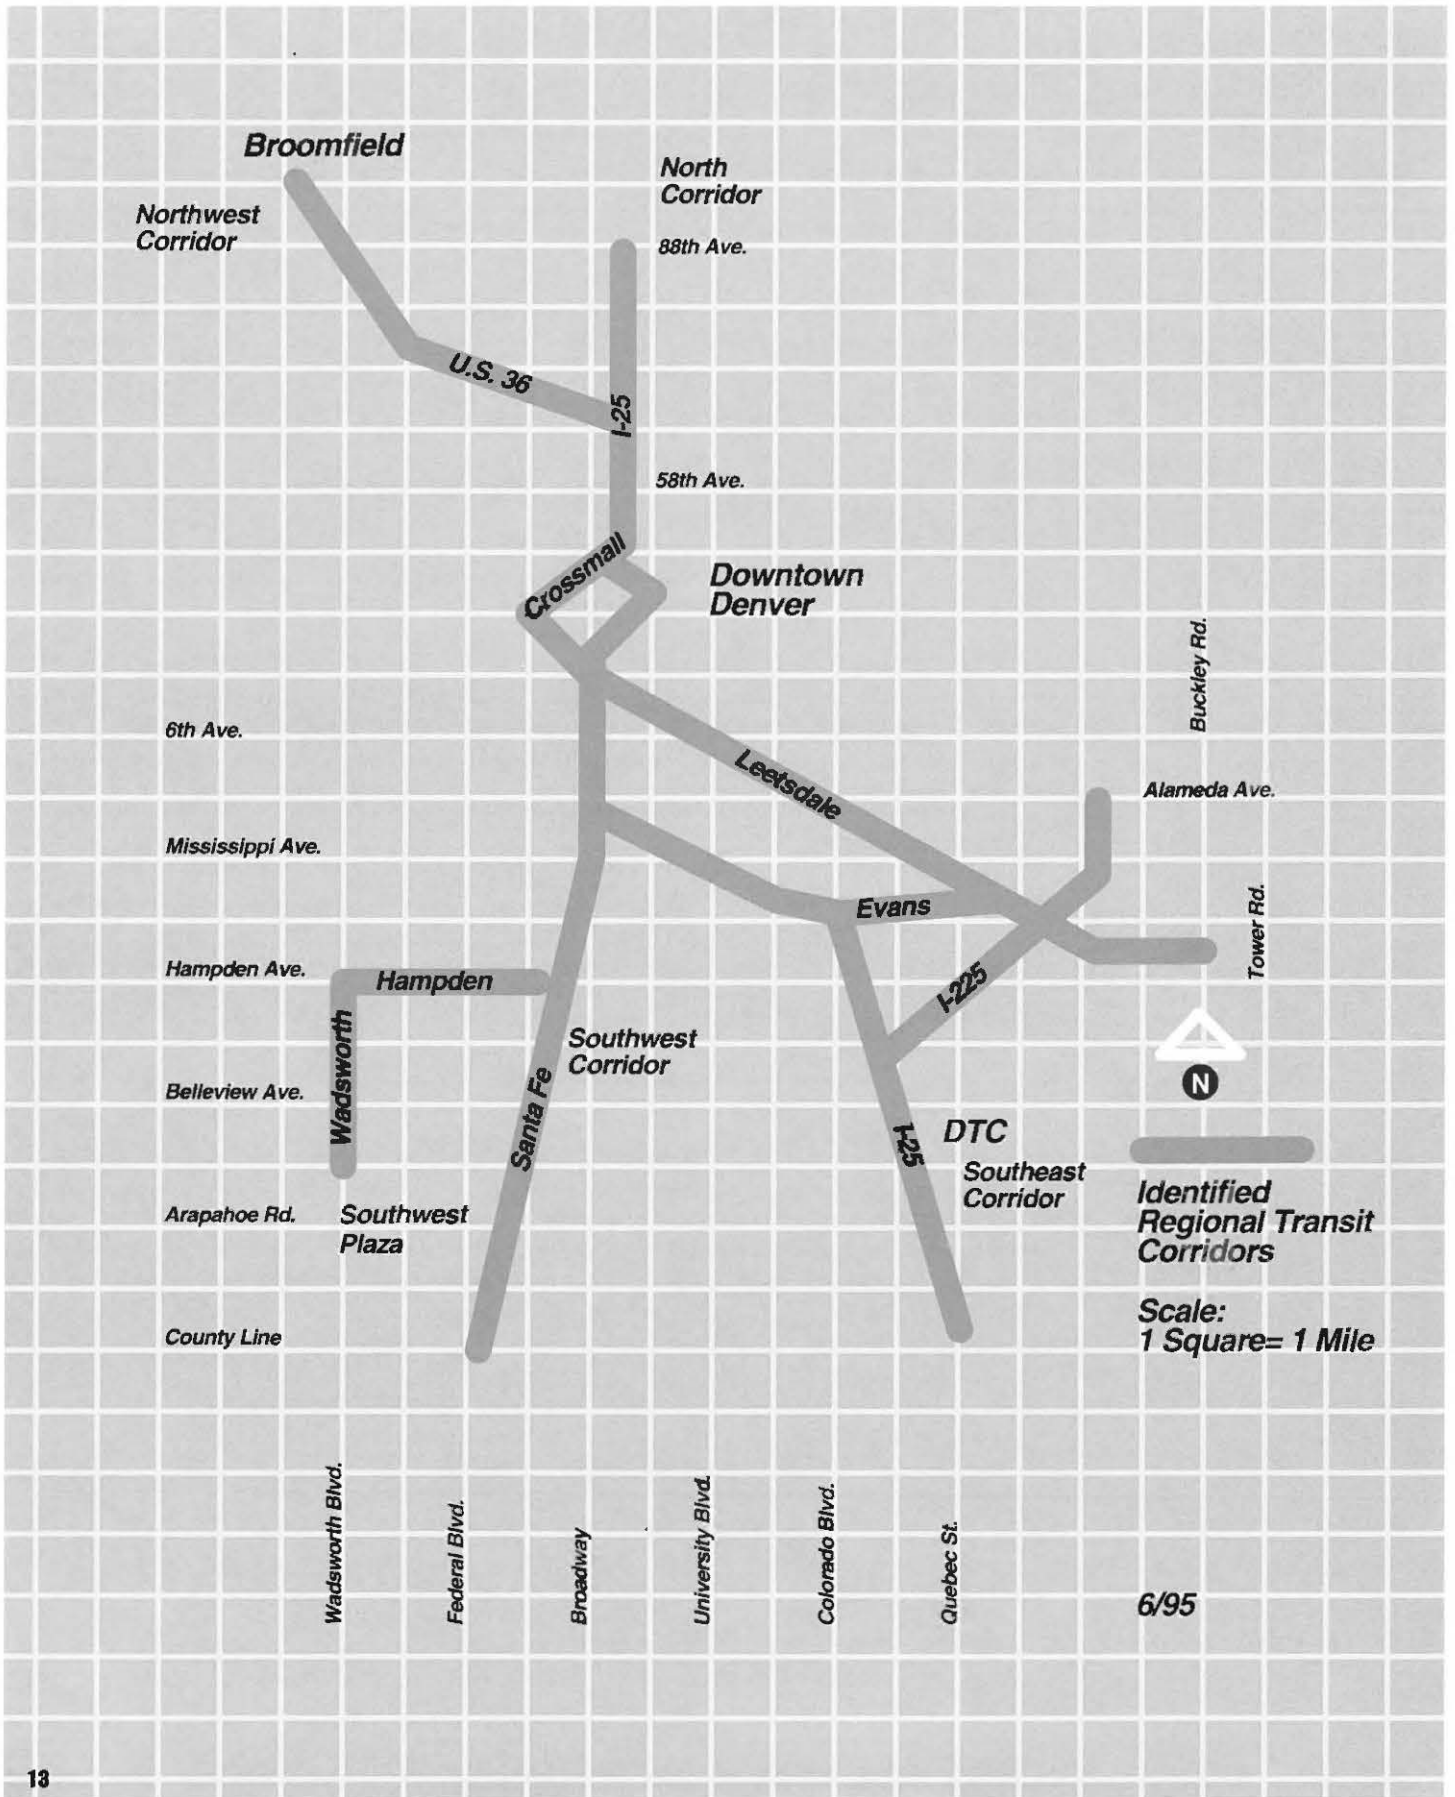 Broomfield
North
Corridor
Northwest
Corridor
88th Ave.
U.S. 36
I-25
58th Ave.
Crossmall
Downtown
Denver
Buckley Rd.
6th Ave.
Leetsdale
Alameda Ave.
Mississippi Ave.
Evans
Tower Rd.
Hampden Ave.
Hampden
I-225
Wadsworth
Southwest
Corridor
Santa Fe
N
Belleview Ave.
I-25
DTC
Southeast
Corridor
Identified
Regional Transit
Corridors
Arapahoe Rd.
Southwest
Plaza
Scale:
1 Square= 1 Mile
County Line
Wadsworth Blvd.
Federal Blvd.
Broadway
University Blvd.
Colorado Blvd.
Quebec St.
6/95
13